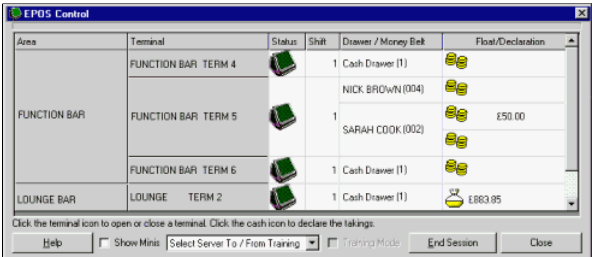 EPOS Control
Area Terminal Status Shift Drawer / Money Belt Float/Declaration
FUNCTION BAR TERM 4 1 Cash Drawer (1)
NICK BROWN (004)
FUNCTION BAR FUNCTION BAR TERM 5 1 £50.00
SARAH COOK (002)
FUNCTION BAR TERM 6 1 Cash Drawer (1)
LOUNGE BAR LOUNGE TERM 2 1 Cash Drawer (1) £883.85
Click the terminal icon to open or close a terminal. Click the cash icon to declare the takings.
Help Show Minis Select Server To / From Training Training Mode End Session Close